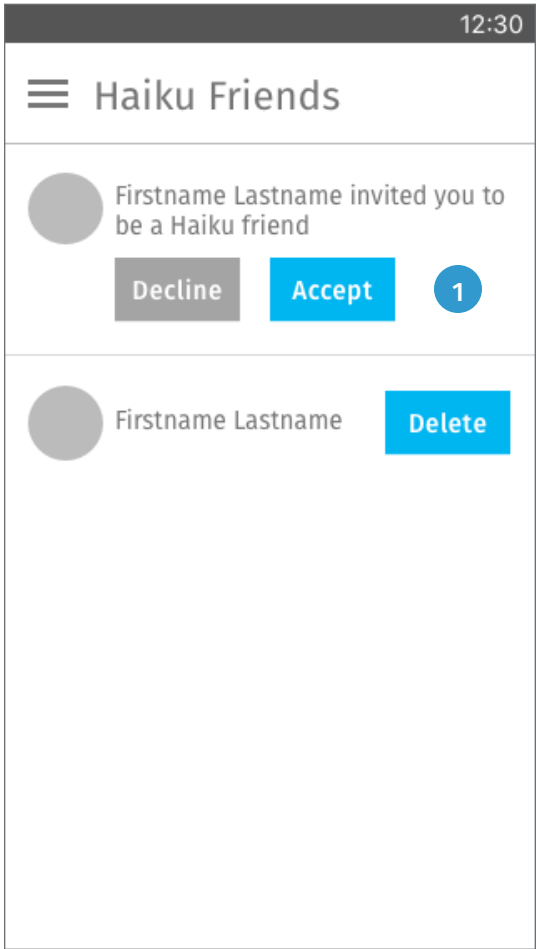 12:30
Haiku Friends
Firstname Lastname invited you to
be a Haiku friend
Decline Accept 1
Firstname Lastname Delete